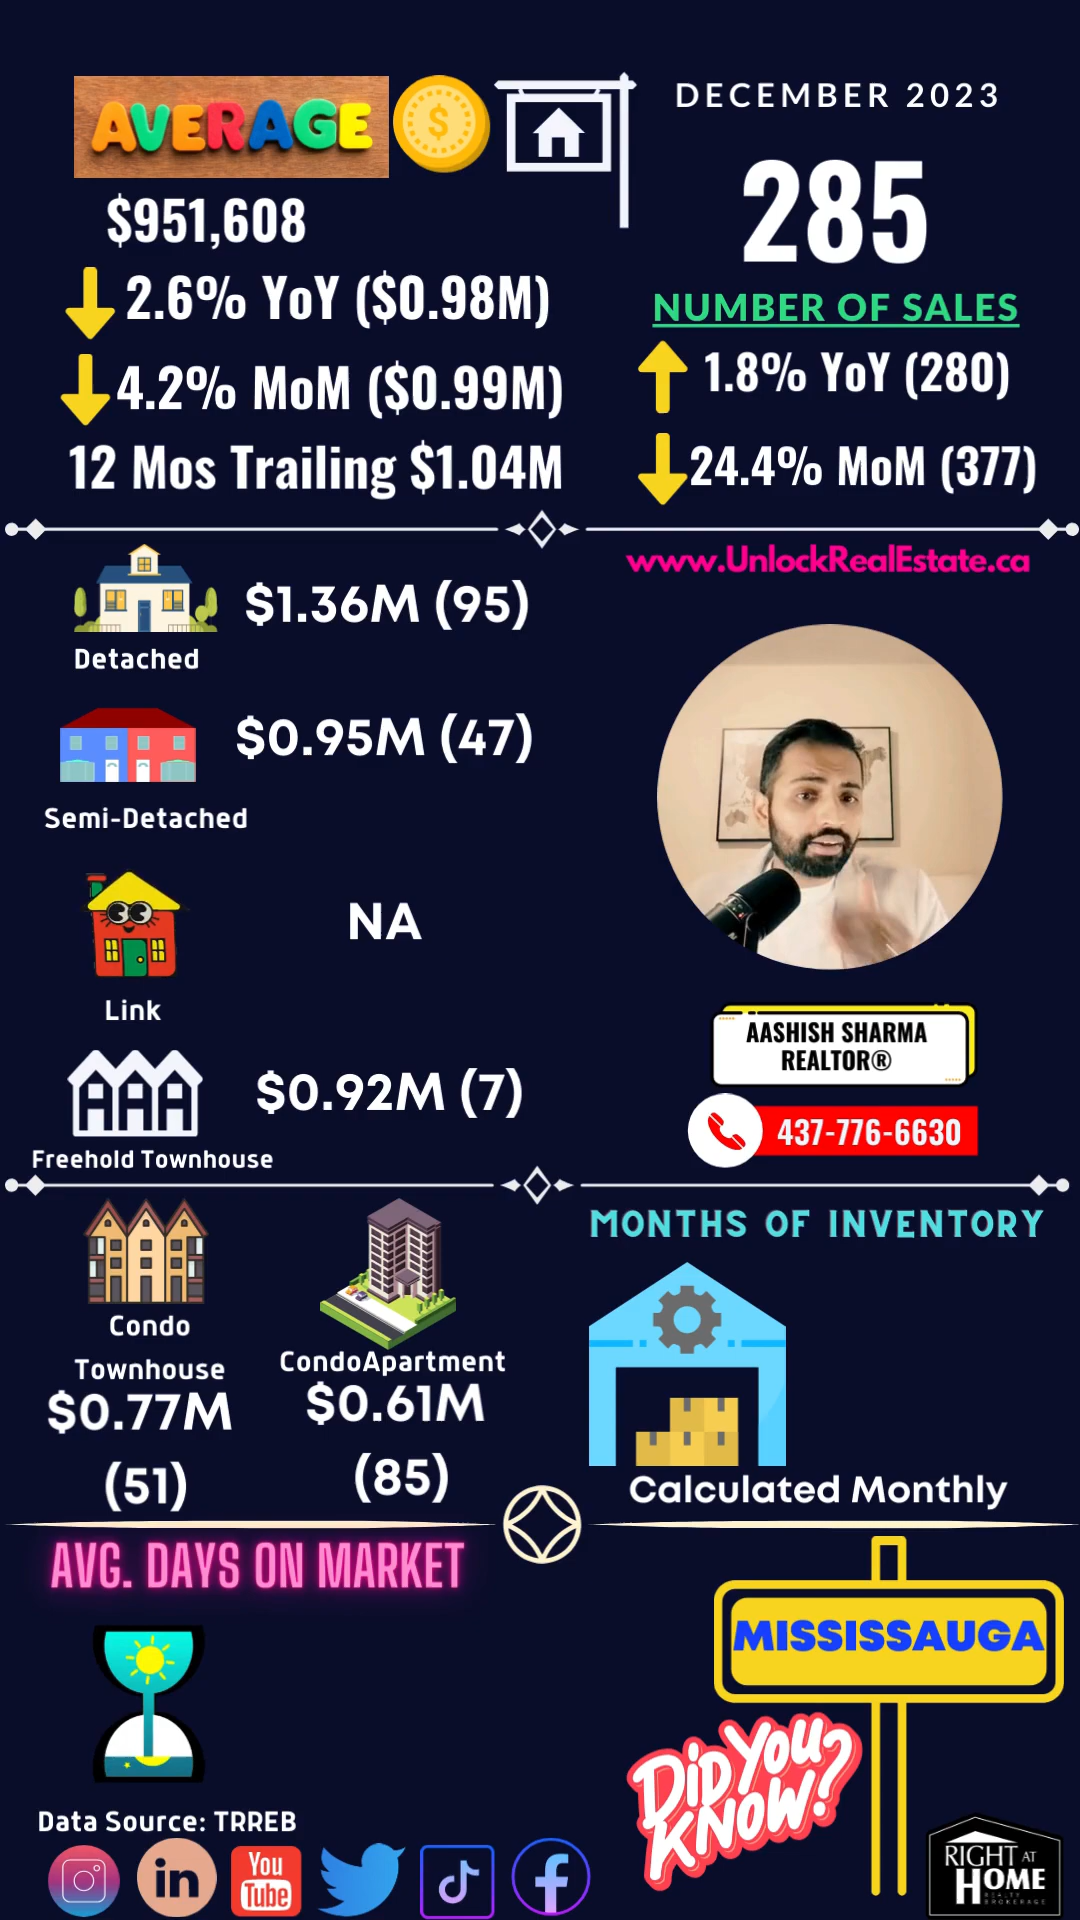 AVERAGE
$
DECEMBER 2023
$951,608
2.6% YoY ($0.98M)
4.2% MoM ($0.99M)
12 Mos Trailing $1.04M
285
NUMBER OF SALES
1.8% YoY (280)
24.4% MoM (377)
www.UnlockRealEstate.ca
$1.36M (95)
Detached
$0.95M (47)
Semi-Detached
NA
Link
$0.92M (7)
Freehold Townhouse
AASHISH SHARMA
REALTOR®
437-776-6630
Condo
Townhouse
$0.77M
(51)
CondoApartment
$0.61M
(85)
MONTHS OF INVENTORY
Calculated Monthly
AVG. DAYS ON MARKET
MISSISSAUGA
DiD YOU
KNOW?
Data Source: TRREB
in
You
Tube
RIGHT AT
HOME
REALTY
BROKERAGE